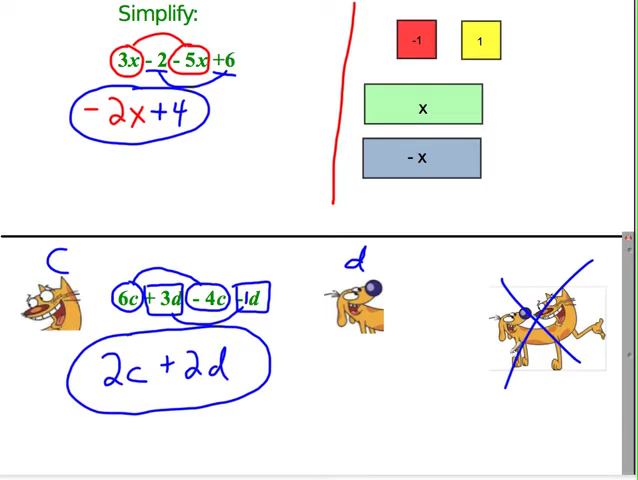 Simplify:
-1 1
3x - 2 - 5x +6
- 2x + 4
x
- x
c d
6c + 3d - 4c -1d
2c + 2d